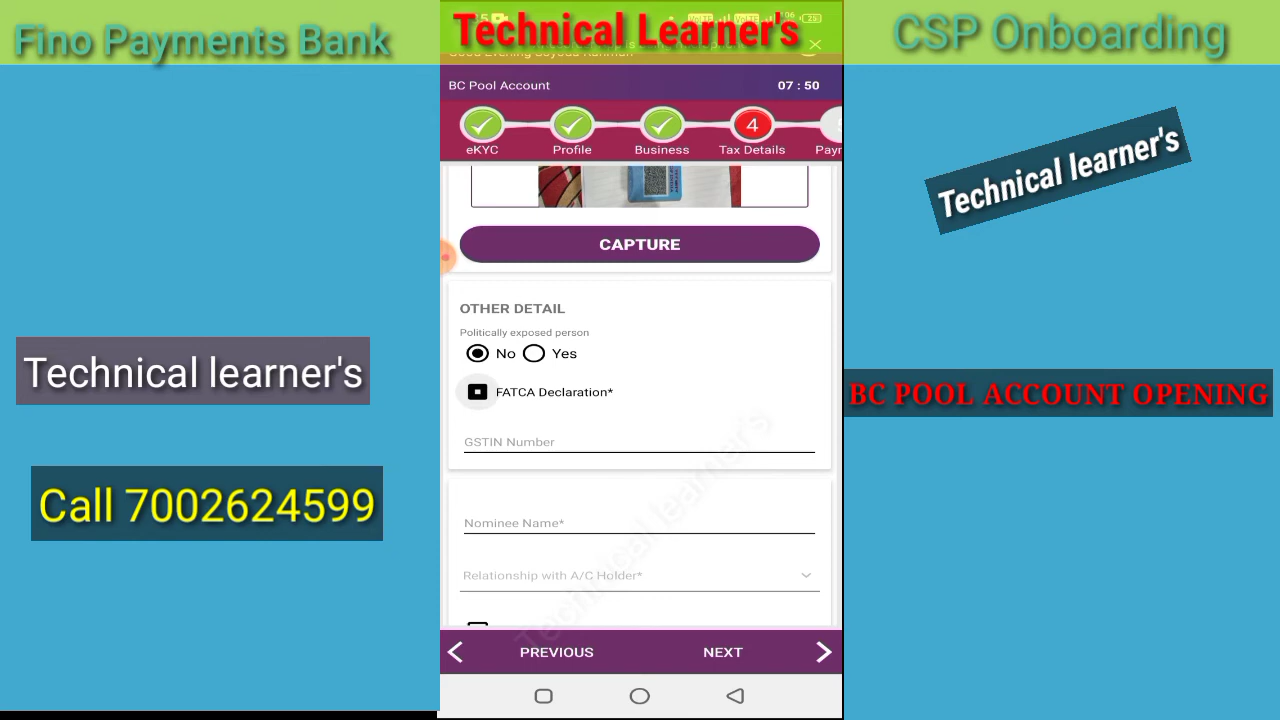 Fino Payments Bank
Technical Learner's
CSP Onboarding
BC Pool Account
07 : 50
4
eKYC
Profile
Business
Tax Details
Technical learner's
CAPTURE
OTHER DETAIL
Politically exposed person
No
Yes
FATCA Declaration*
Technical learner's
BC POOL ACCOUNT OPENING
GSTIN Number
Call 7002624599
Nominee Name*
Relationship with A/C Holder*
Technical learner's
PREVIOUS
NEXT